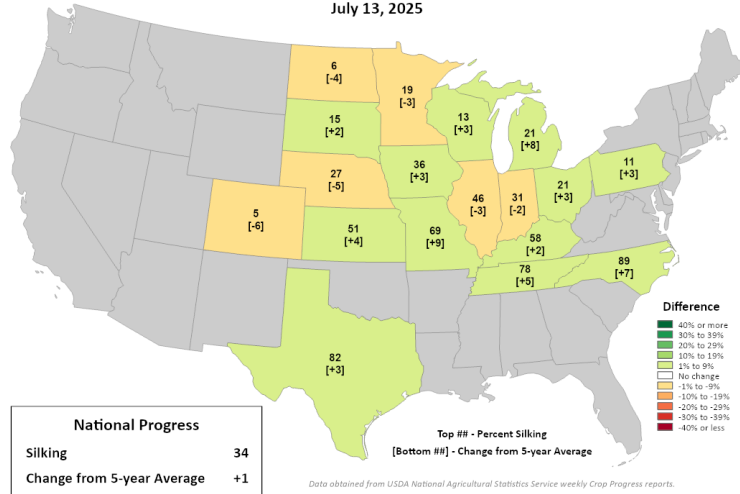 July 13, 2025
6
[-4]
19
[-3]
15
[+2]
13
[+3]
21
[+8]
27
[-5]
36
[+3]
46
[-3]
31
[-2]
21
[+3]
11
[+3]
5
[-6]
51
[+4]
69
[+9]
58
[+2]
78
[+5]
89
[+7]
82
[+3]
Difference
40% or more
30% to 39%
20% to 29%
10% to 19%
1% to 9%
No change
-1% to -9%
-10% to -19%
-20% to -29%
-30% to -39%
-40% or less
National Progress
Silking 34
Change from 5-year Average +1
Top ## - Percent Silking
[Bottom ##] - Change from 5-year Average
Data obtained from USDA National Agricultural Statistics Service weekly Crop Progress reports.